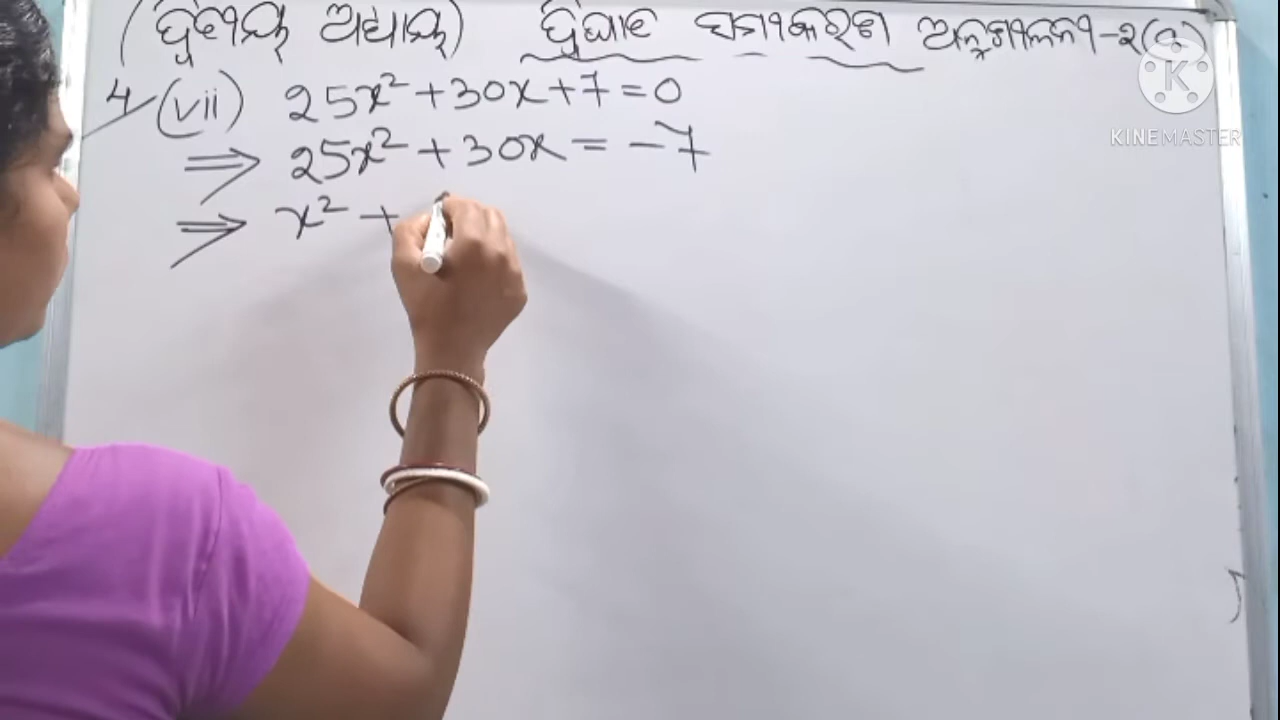 (ଦ୍ଵିତୀୟ ଅଧ୍ୟାୟ) ଦ୍ଵିଘାତ ସମୀକରଣ ଅନୁଶୀଳନୀ-୨(a)
4 (vii) 25x² + 30x + 7 = 0
⇒ 25x² + 30x = -7
⇒ x² +
K
KINEMASTER